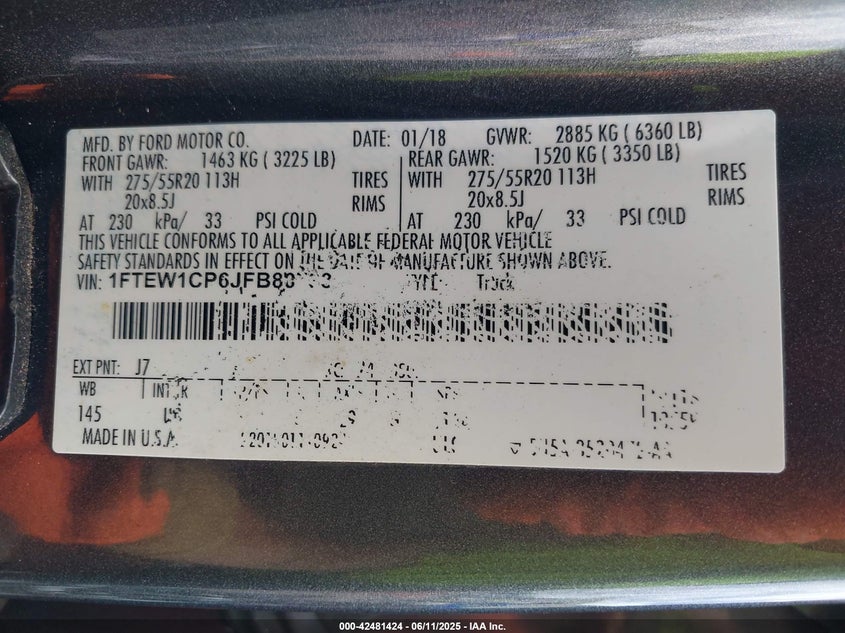 MFD. BY FORD MOTOR CO. DATE: 01/18 GVWR: 2885 KG ( 6360 LB)
FRONT GAWR: 1463 KG ( 3225 LB) REAR GAWR: 1520 KG ( 3350 LB)
WITH 275/55R20 113H TIRES WITH 275/55R20 113H TIRES
20x8.5J RIMS 20x8.5J RIMS
AT 230 kPa/ 33 PSI COLD AT 230 kPa/ 33 PSI COLD
THIS VEHICLE CONFORMS TO ALL APPLICABLE FEDERAL MOTOR VEHICLE
SAFETY STANDARDS IN EFFECT ON THE DATE OF MANUFACTURE SHOWN ABOVE.
VIN: TYPE: Truck
EXT PNT: J7
WB
145
MADE IN U.S.A.
000-42481424 - 06/11/2025 - IAA Inc.